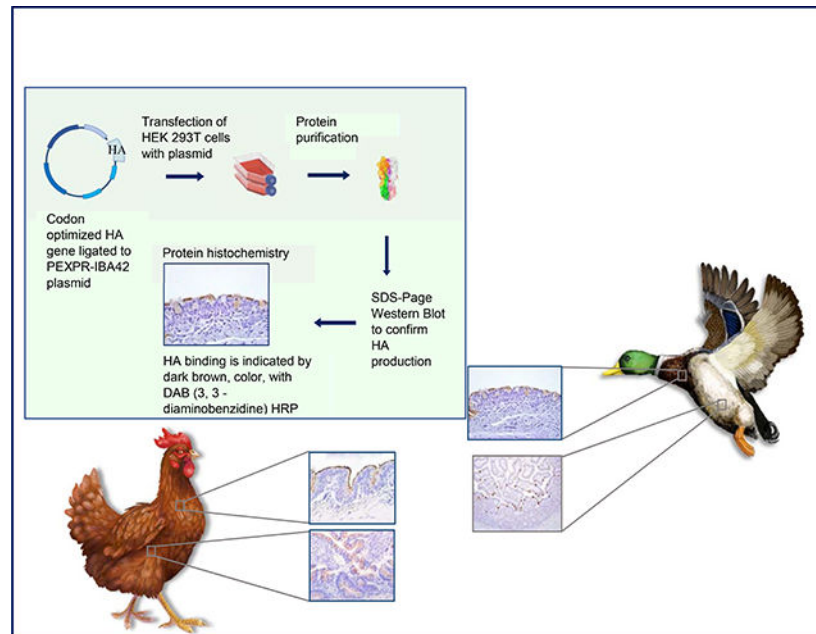 HA
Codon
optimized HA
gene ligated to
PEXPR-IBA42
plasmid
Transfection of
HEK 293T cells
with plasmid
Protein
purification
SDS-Page
Western Blot
to confirm
HA
production
Protein histochemistry
HA binding is indicated by
dark brown, color, with
DAB (3, 3 -
diaminobenzidine) HRP